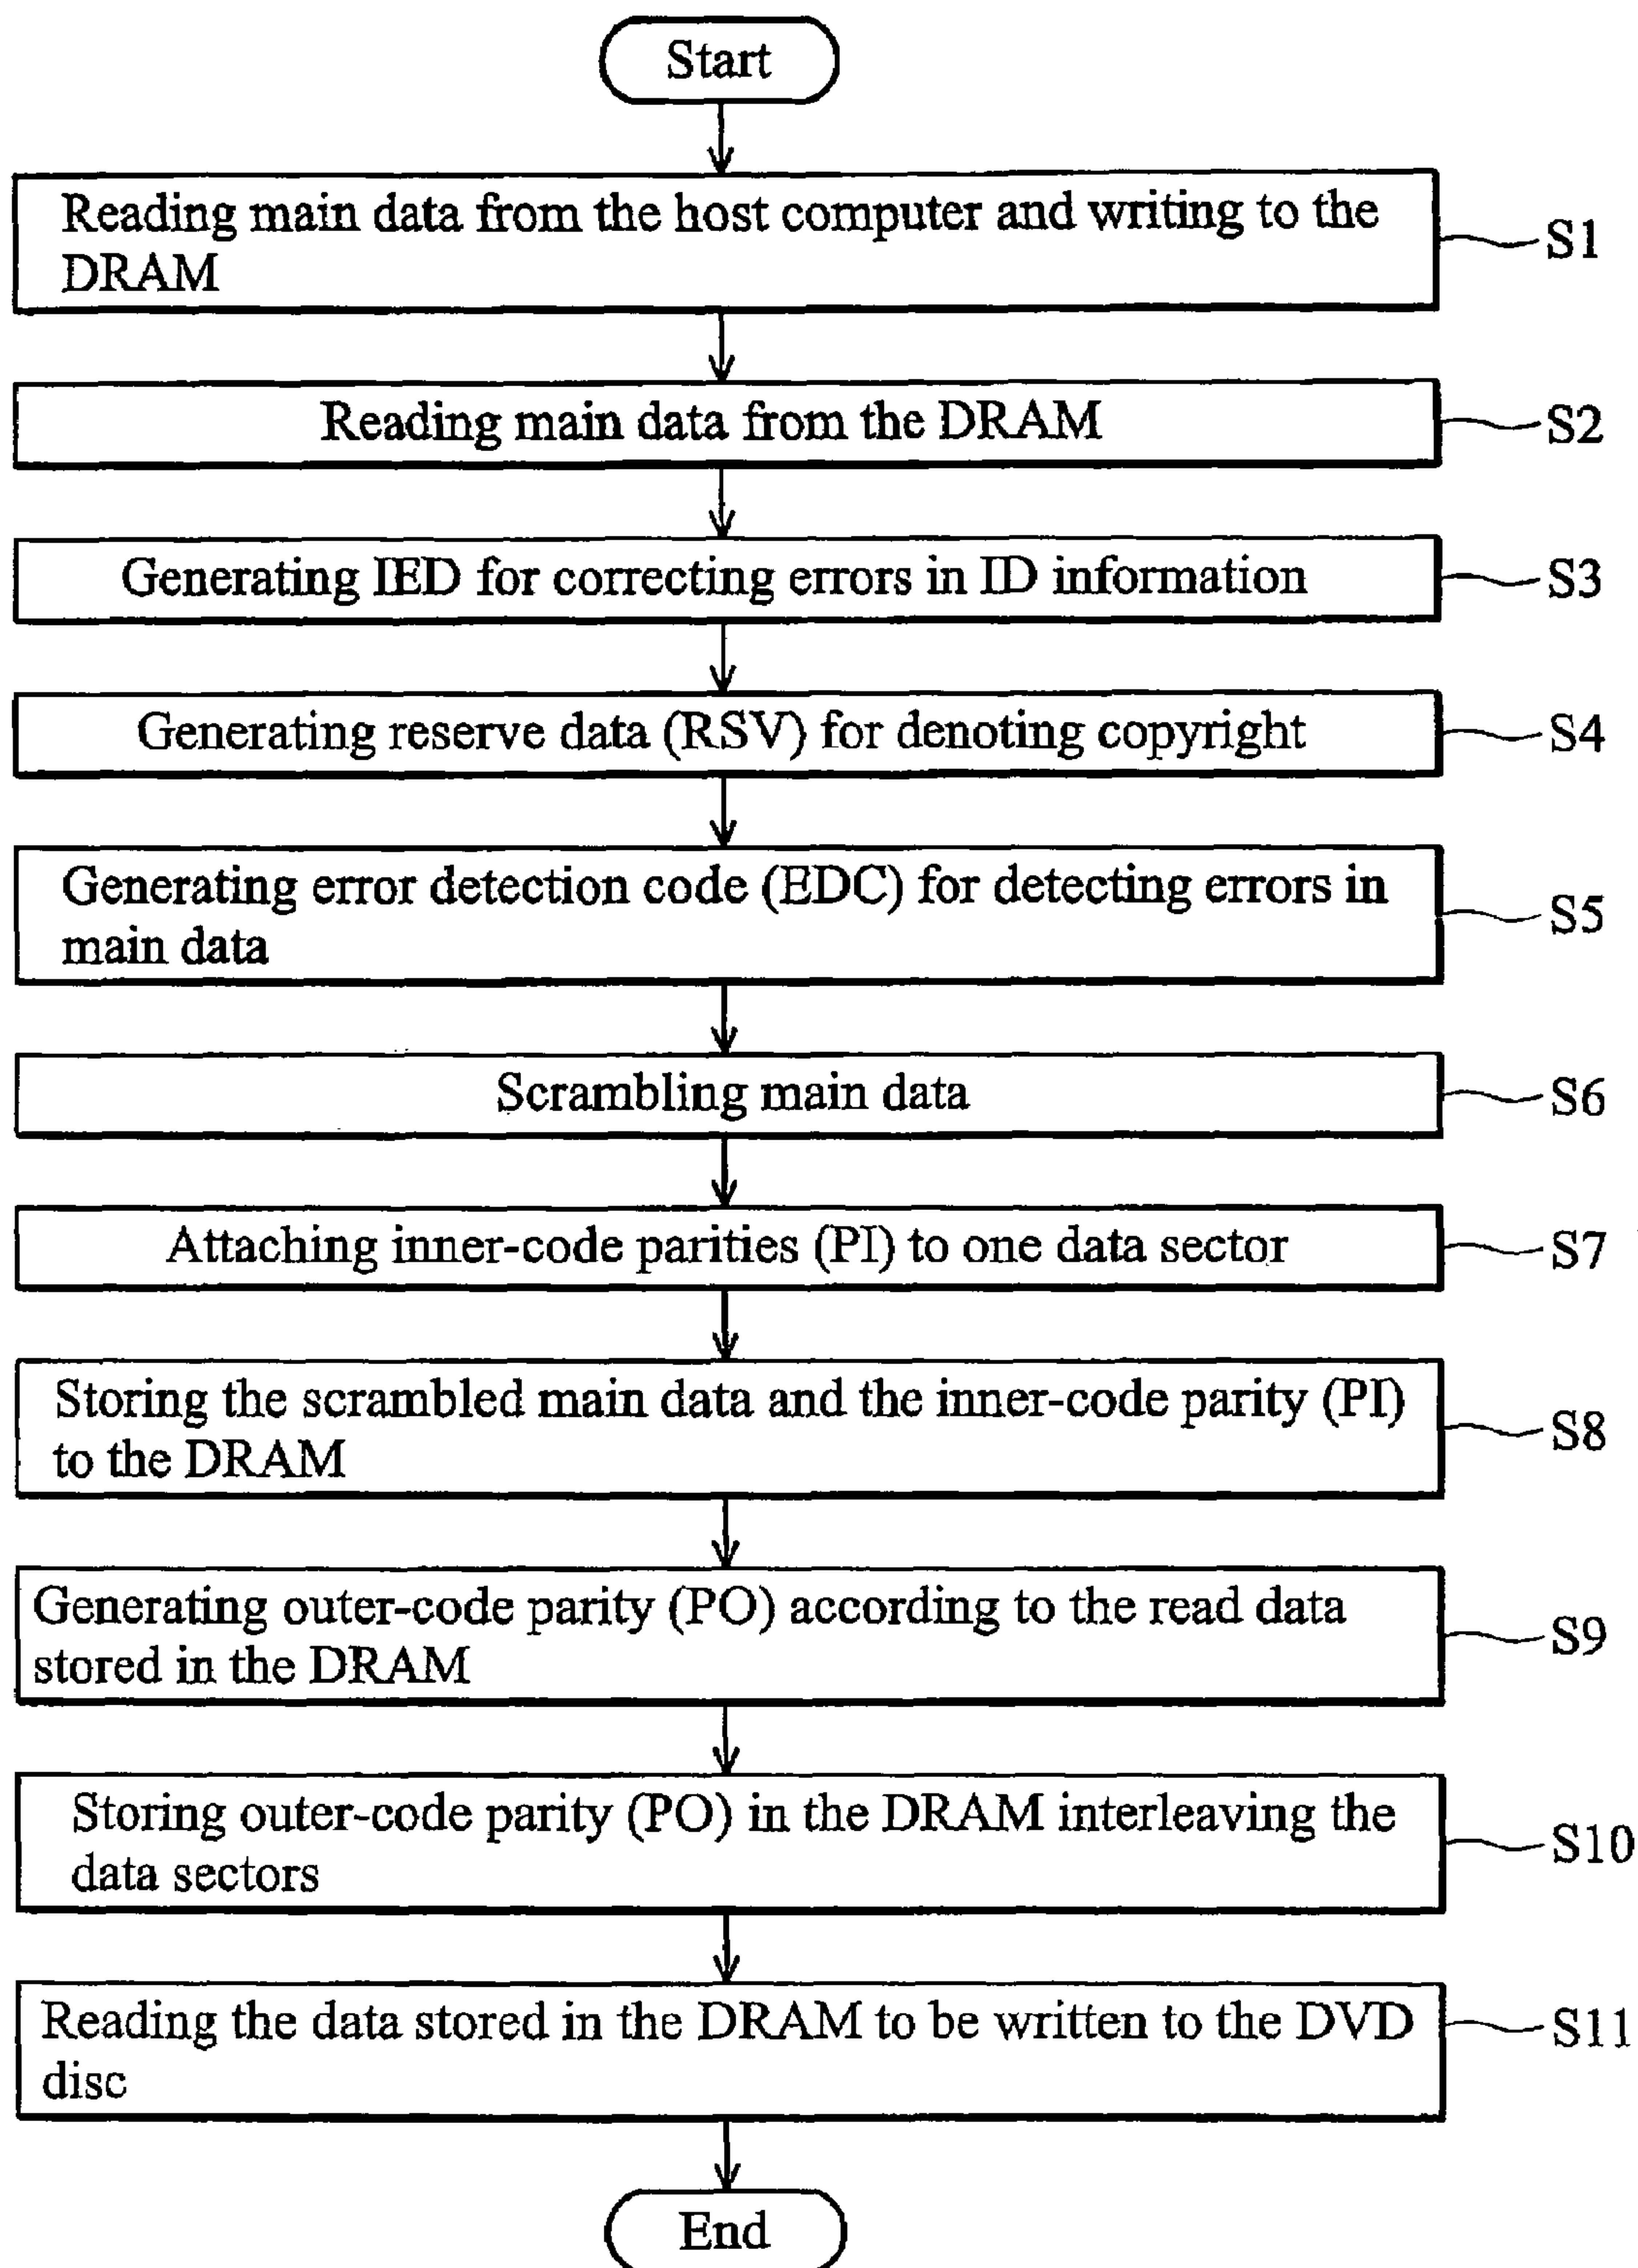 Start
Reading main data from the host computer and writing to the
DRAM
S1
Reading main data from the DRAM
S2
Generating IED for correcting errors in ID information
S3
Generating reserve data (RSV) for denoting copyright
S4
Generating error detection code (EDC) for detecting errors in
main data
S5
Scrambling main data
S6
Attaching inner-code parities (PI) to one data sector
S7
Storing the scrambled main data and the inner-code parity (PI)
to the DRAM
S8
Generating outer-code parity (PO) according to the read data
stored in the DRAM
S9
Storing outer-code parity (PO) in the DRAM interleaving the
data sectors
S10
Reading the data stored in the DRAM to be written to the DVD
disc
S11
End